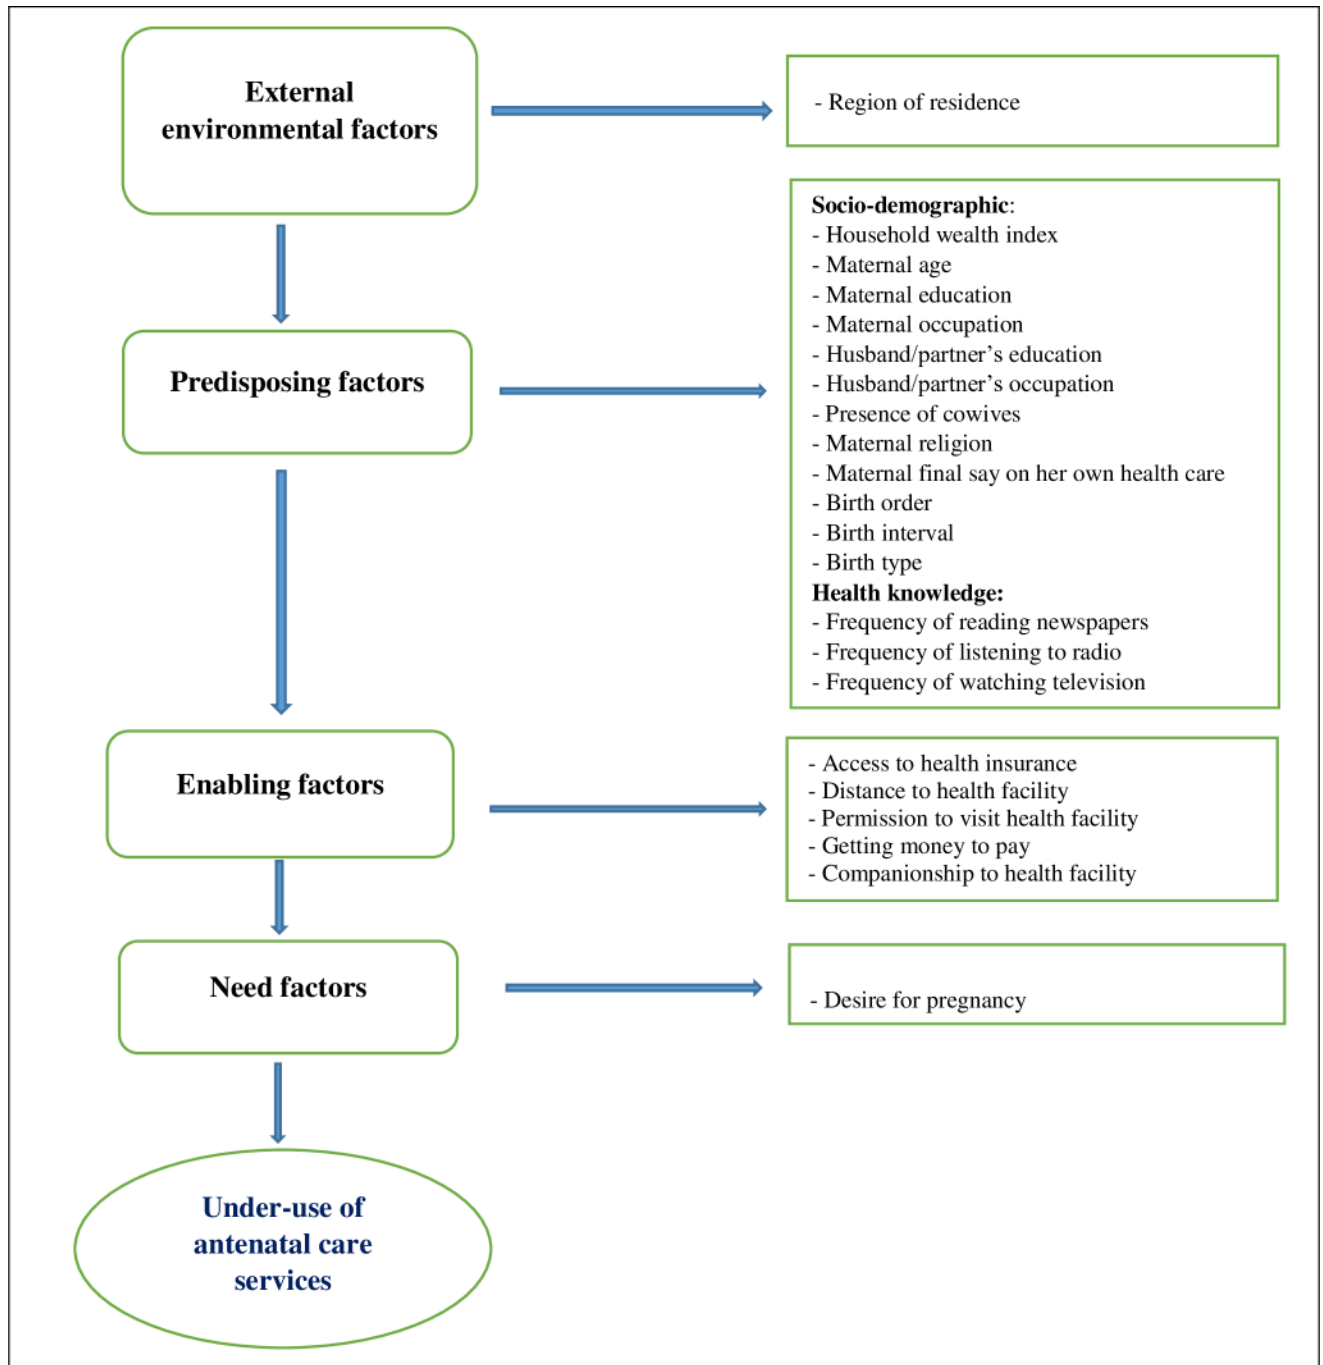 External
environmental factors
- Region of residence
Predisposing factors
Socio-demographic:
- Household wealth index
- Maternal age
- Maternal education
- Maternal occupation
- Husband/partner’s education
- Husband/partner’s occupation
- Presence of cowives
- Maternal religion
- Maternal final say on her own health care
- Birth order
- Birth interval
- Birth type
Health knowledge:
- Frequency of reading newspapers
- Frequency of listening to radio
- Frequency of watching television
Enabling factors
- Access to health insurance
- Distance to health facility
- Permission to visit health facility
- Getting money to pay
- Companionship to health facility
Need factors
- Desire for pregnancy
Under-use of
antenatal care
services